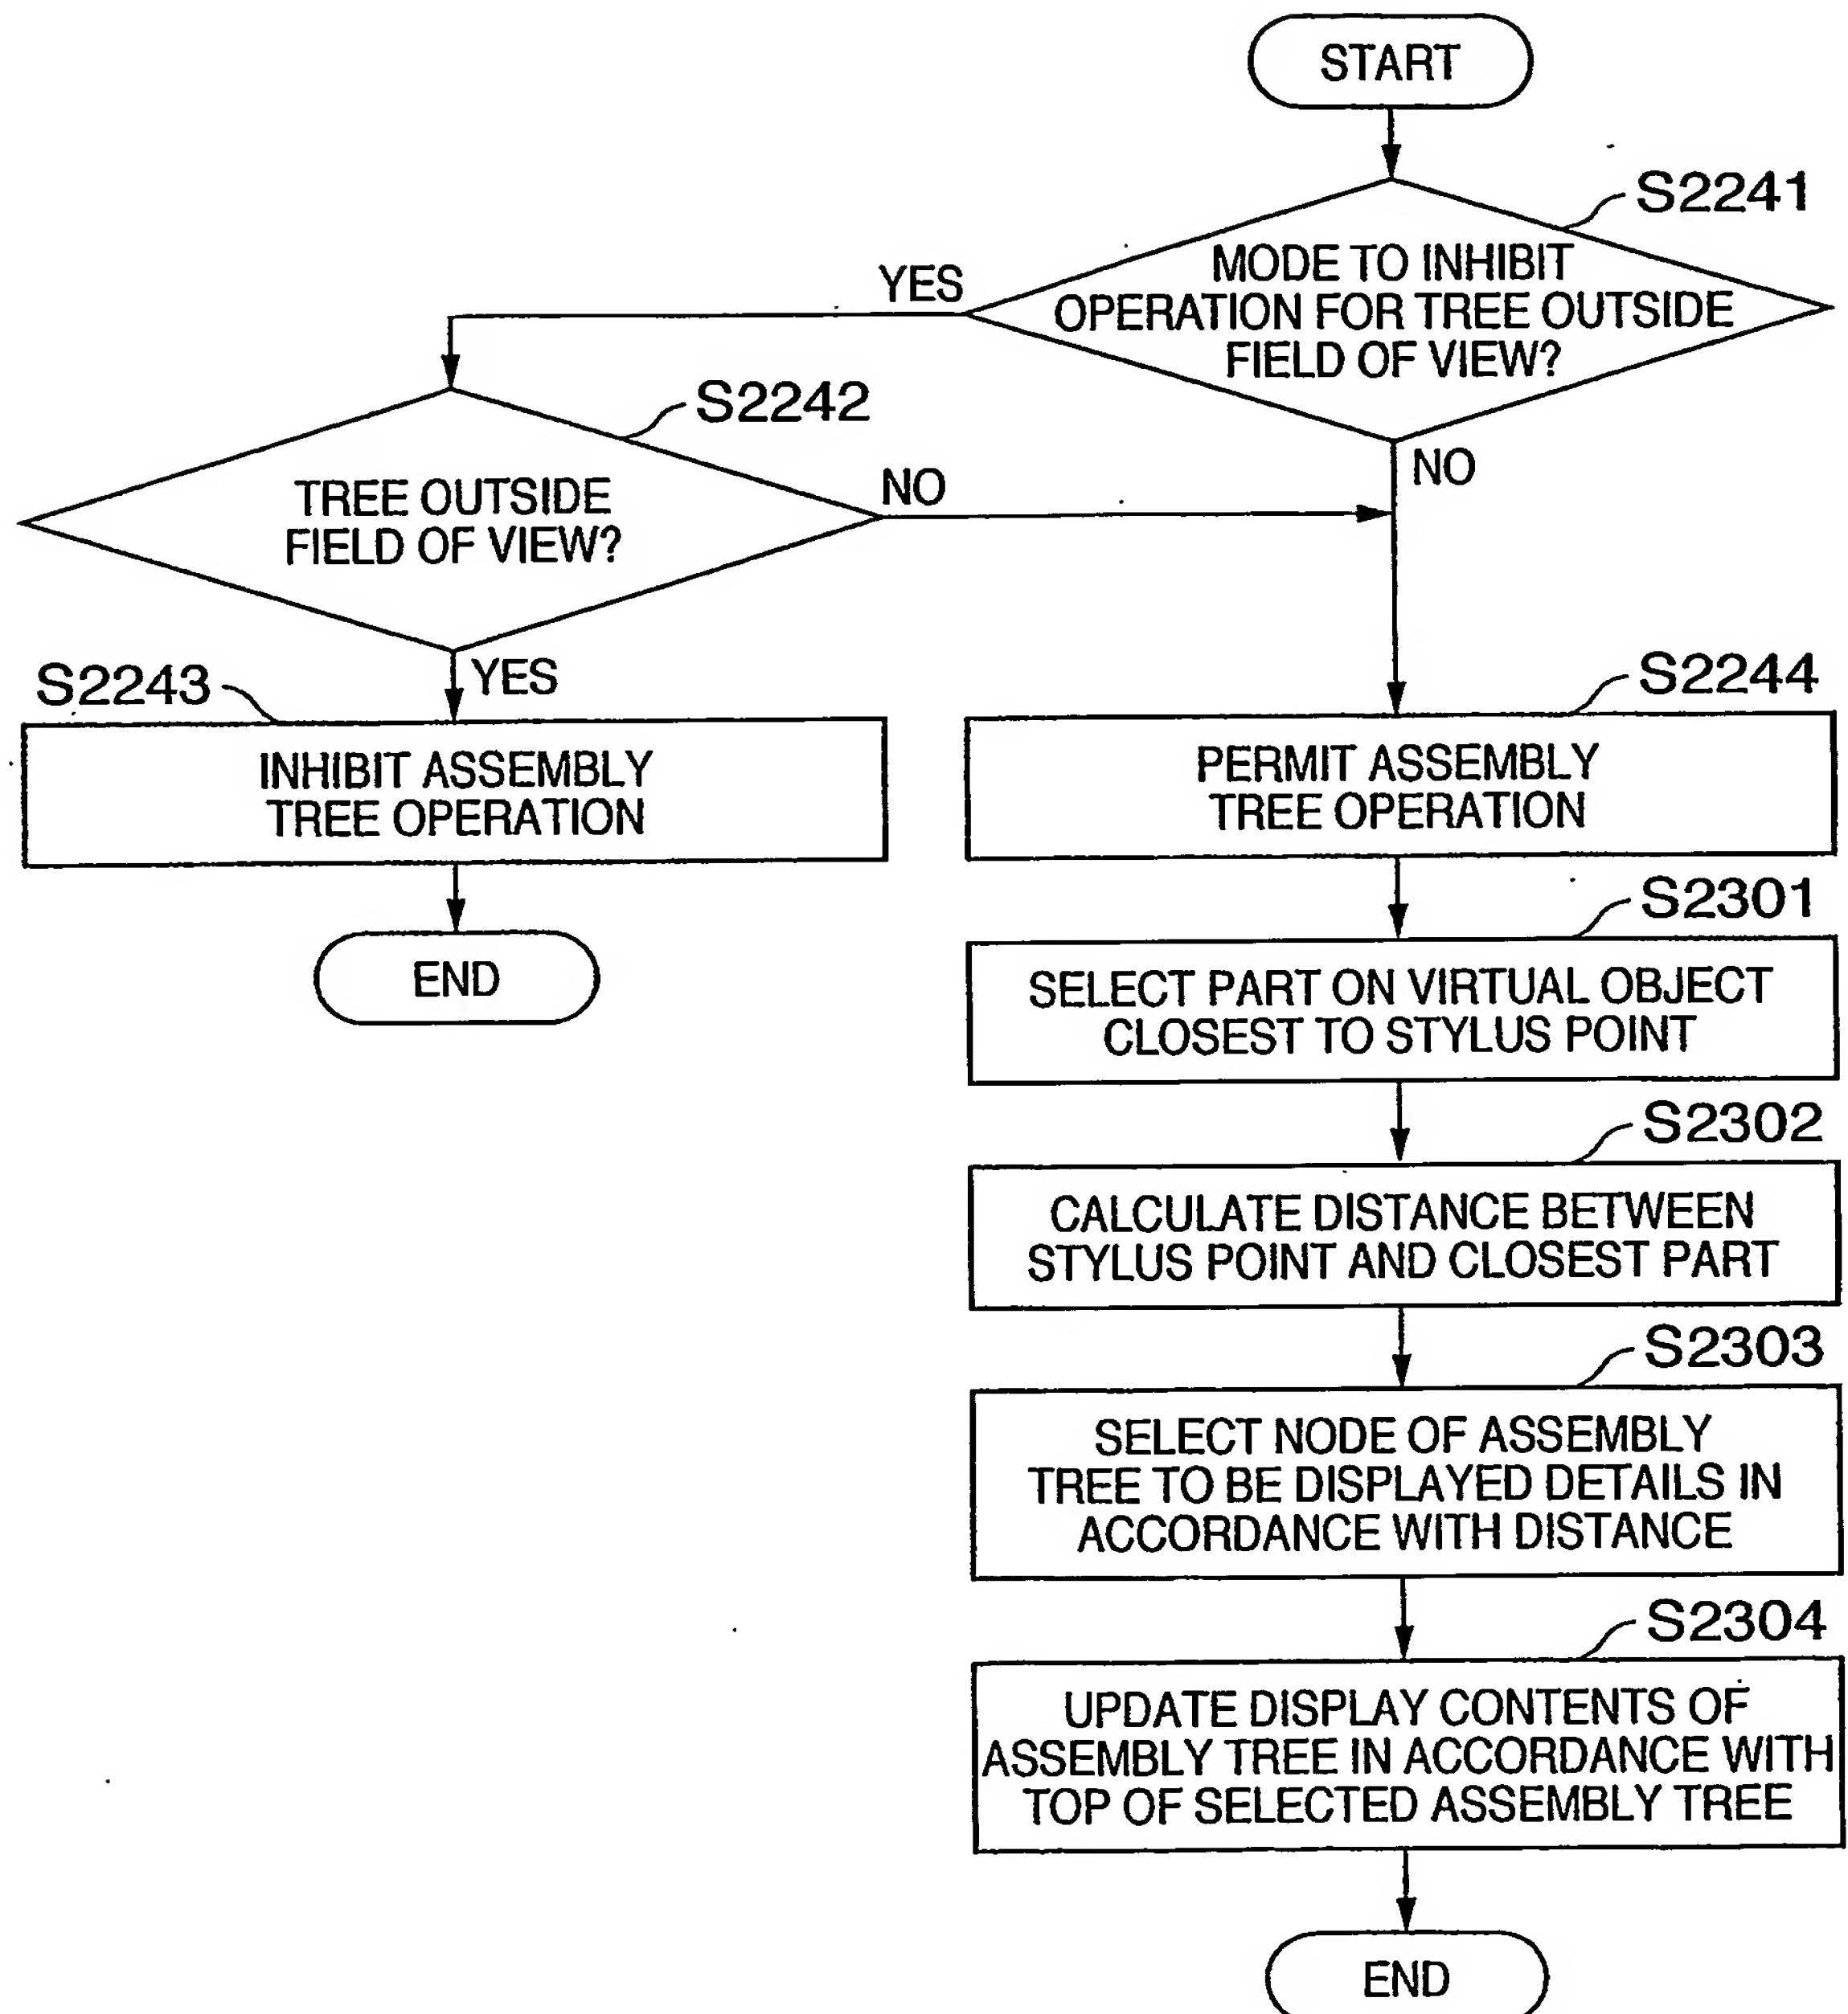 START
S2241
MODE TO INHIBIT
OPERATION FOR TREE OUTSIDE
FIELD OF VIEW?
YES
NO
S2242
TREE OUTSIDE
FIELD OF VIEW?
NO
YES
S2243
INHIBIT ASSEMBLY
TREE OPERATION
END
S2244
PERMIT ASSEMBLY
TREE OPERATION
S2301
SELECT PART ON VIRTUAL OBJECT
CLOSEST TO STYLUS POINT
S2302
CALCULATE DISTANCE BETWEEN
STYLUS POINT AND CLOSEST PART
S2303
SELECT NODE OF ASSEMBLY
TREE TO BE DISPLAYED DETAILS IN
ACCORDANCE WITH DISTANCE
S2304
UPDATE DISPLAY CONTENTS OF
ASSEMBLY TREE IN ACCORDANCE WITH
TOP OF SELECTED ASSEMBLY TREE
END